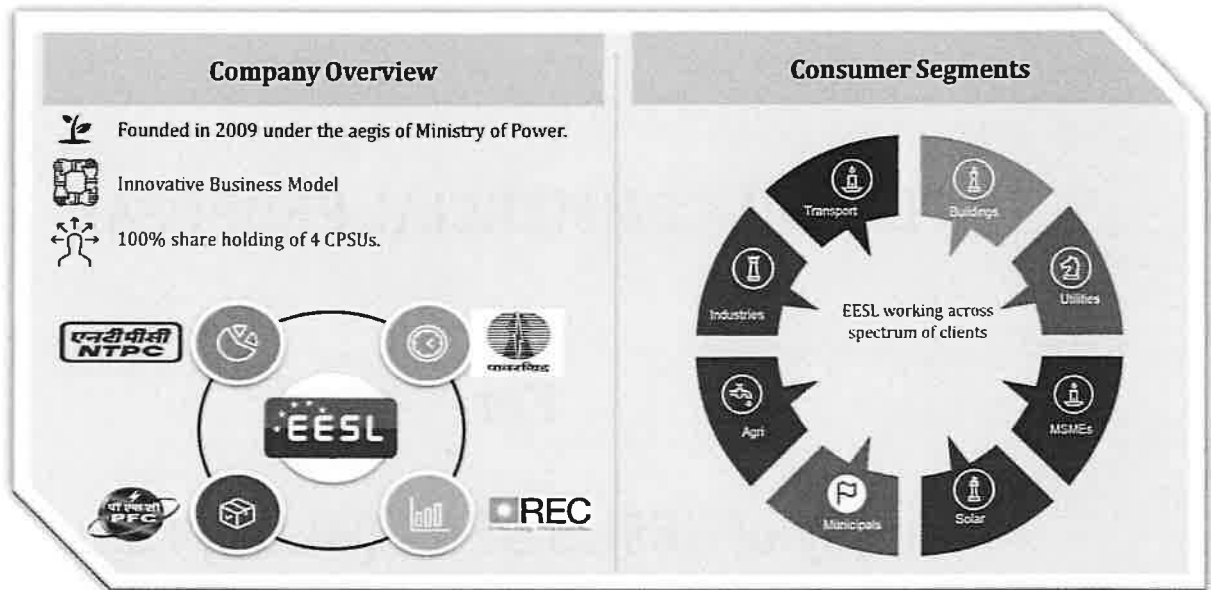 Company Overview
Founded in 2009 under the aegis of Ministry of Power.
Innovative Business Model
100% share holding of 4 CPSUs.
एनटीपीसी
NTPC
पावरग्रिड
EESL
पी एफ सी
PFC
REC
Consumer Segments
Transport
Buildings
Industries
Utilities
EESL working across
spectrum of clients
Agri
MSMEs
Municipals
Solar